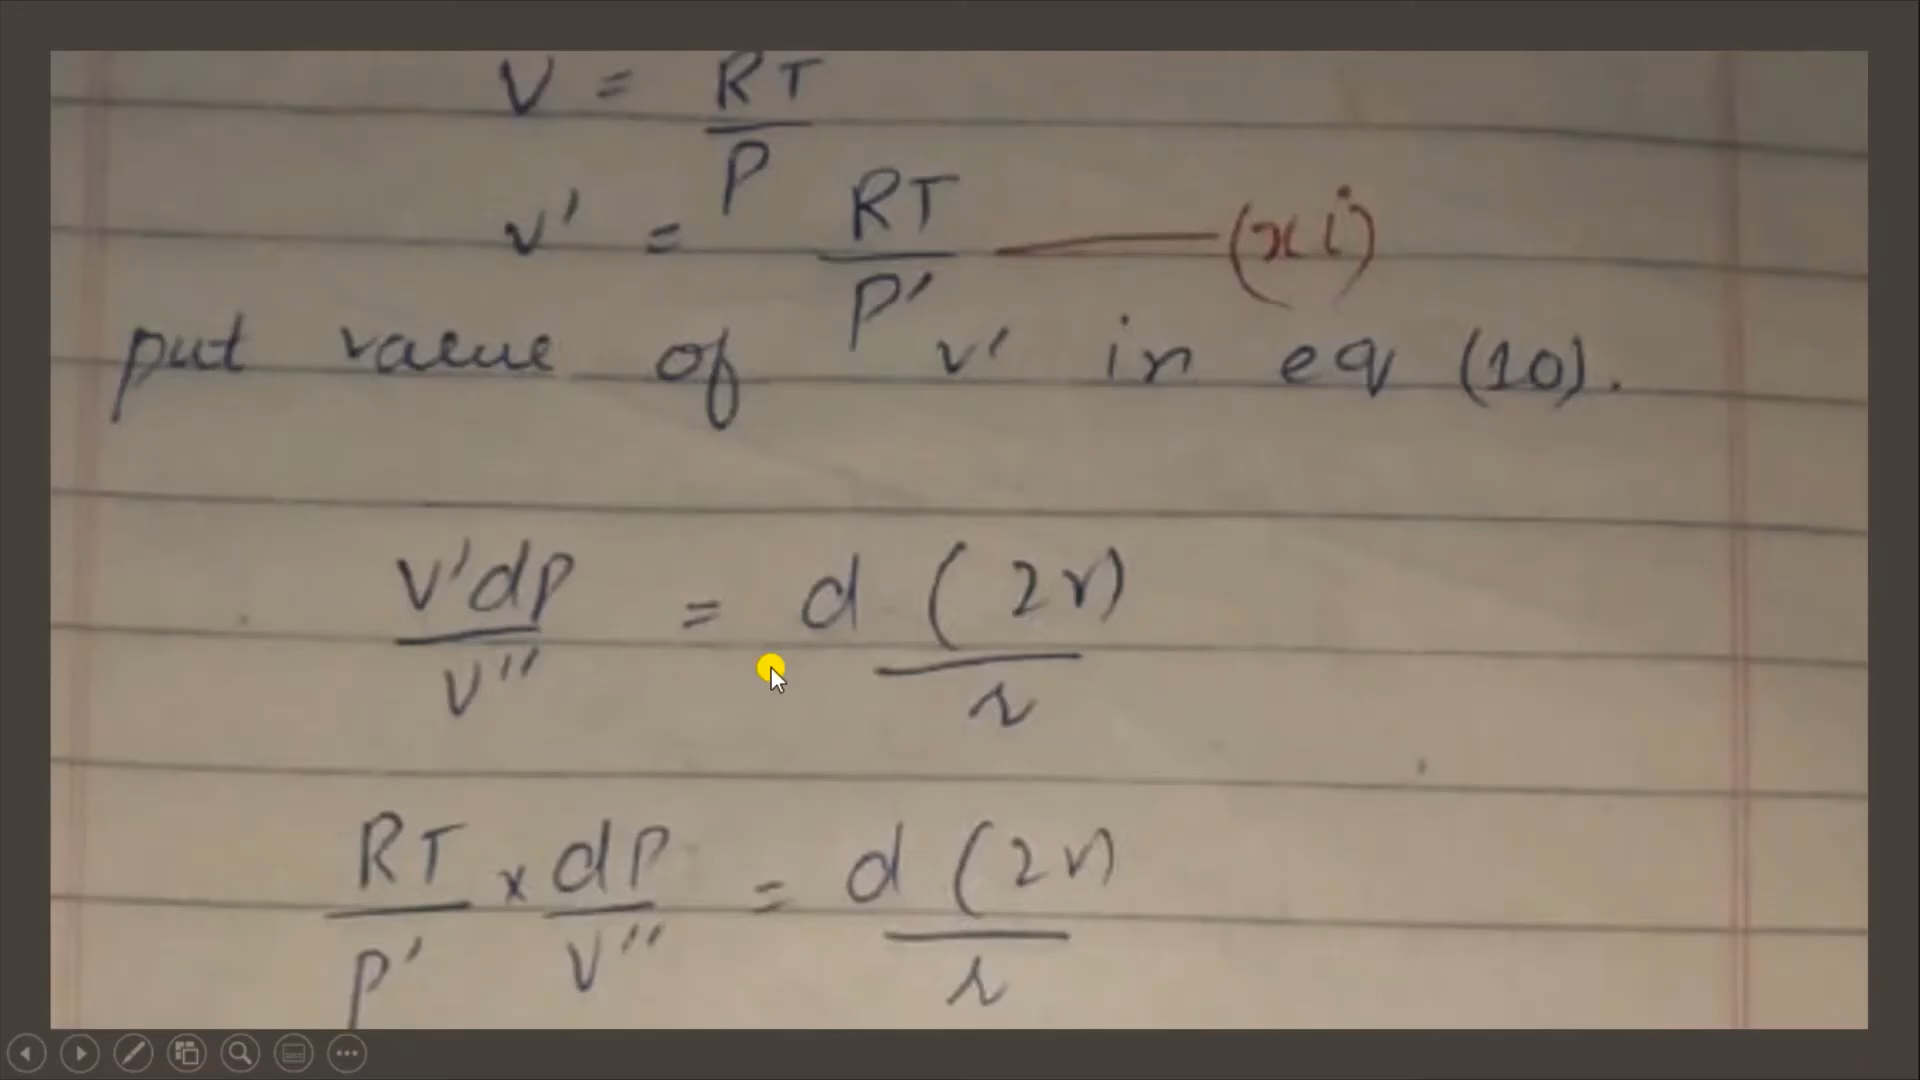 V = RT / P
v' = RT / P' —— (xi)
put value of v' in eq (10).
V'dp / V'' = d (2γ) / r
RT / P' × dP / V'' = d (2γ) / r